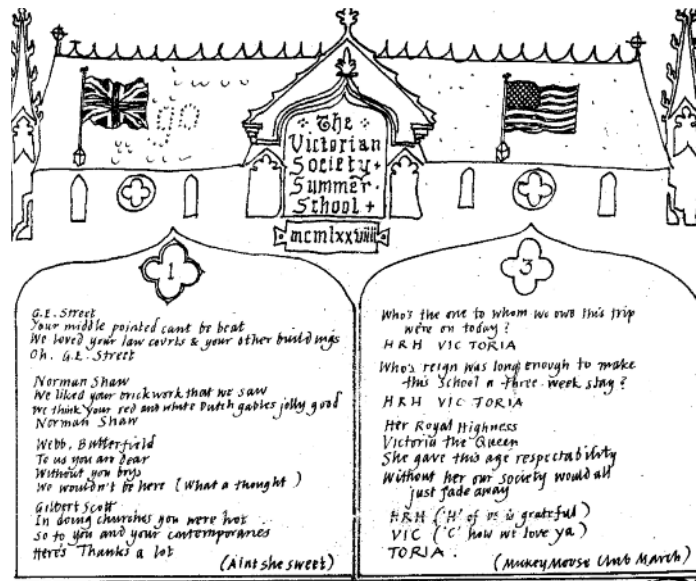 The
Victorian
Society +
Summer
School +
mcmlxxviiii
1
G.E. Street
Your middle pointed cant be beat
We loved your law courts & your other buildings
Oh, G.E. Street
Norman Shaw
We liked your brickwork that we saw
We think your red and white Dutch gables jolly good
Norman Shaw
Webb, Butterfield
To us you are dear
Without you boys
We wouldn't be here (What a thought)
Gilbert Scott
In doing churches you were hot
So to you and your contemporaries
Here's Thanks a lot
(Aint she sweet)
3
Who's the one to whom we owe this trip
we're on today?
HRH VIC TORIA
Who's reign was long enough to make
this School a three-week stay?
HRH VIC TORIA
Her Royal Highness
Victoria the Queen
She gave this age respectability
Without her our society would all
just fade away
HRH ('H' of us is grateful)
VIC ('C' how we love ya)
TORIA.
(Mickey Mouse Club March)